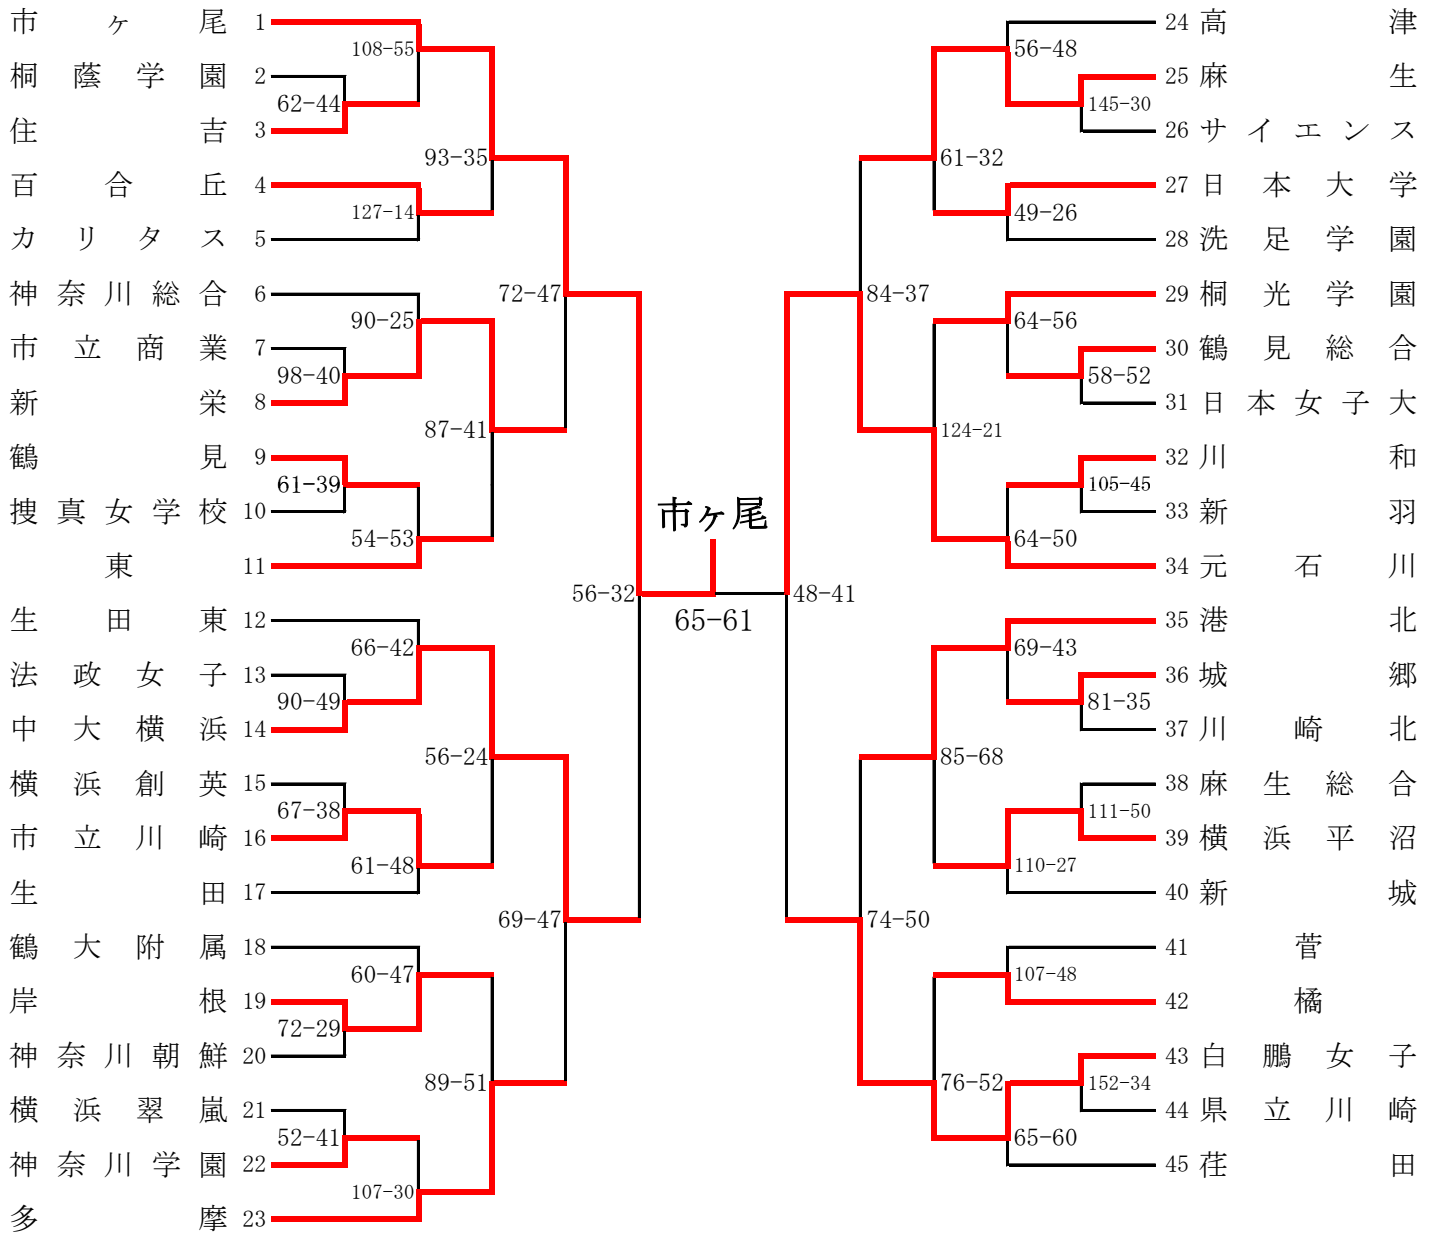 市ヶ尾 1
108-55
桐蔭学園 2
62-44
住吉 3
93-35
百合丘 4
127-14
カリタス 5
72-47
神奈川総合 6
90-25
市立商業 7
98-40
新栄 8
87-41
鶴見 9
61-39
捜真女学校 10
54-53
東 11
56-32
生田東 12
66-42
法政女子 13
90-49
中大横浜 14
56-24
横浜創英 15
67-38
市立川崎 16
61-48
生田 17
69-47
鶴大附属 18
60-47
岸根 19
72-29
神奈川朝鮮 20
89-51
横浜翠嵐 21
52-41
神奈川学園 22
107-30
多摩 23
市ヶ尾
65-61
24 高津
56-48
25 麻生
145-30
26 サイエンス
61-32
27 日本大学
49-26
28 洗足学園
84-37
29 桐光学園
64-56
30 鶴見総合
58-52
31 日本女子大
124-21
32 川和
105-45
33 新羽
64-50
34 元石川
48-41
35 港北
69-43
36 城郷
81-35
37 川崎北
85-68
38 麻生総合
111-50
39 横浜平沼
110-27
40 新城
74-50
41 菅
107-48
42 橘
43 白鵬女子
76-52
152-34
44 県立川崎
65-60
45 荏田